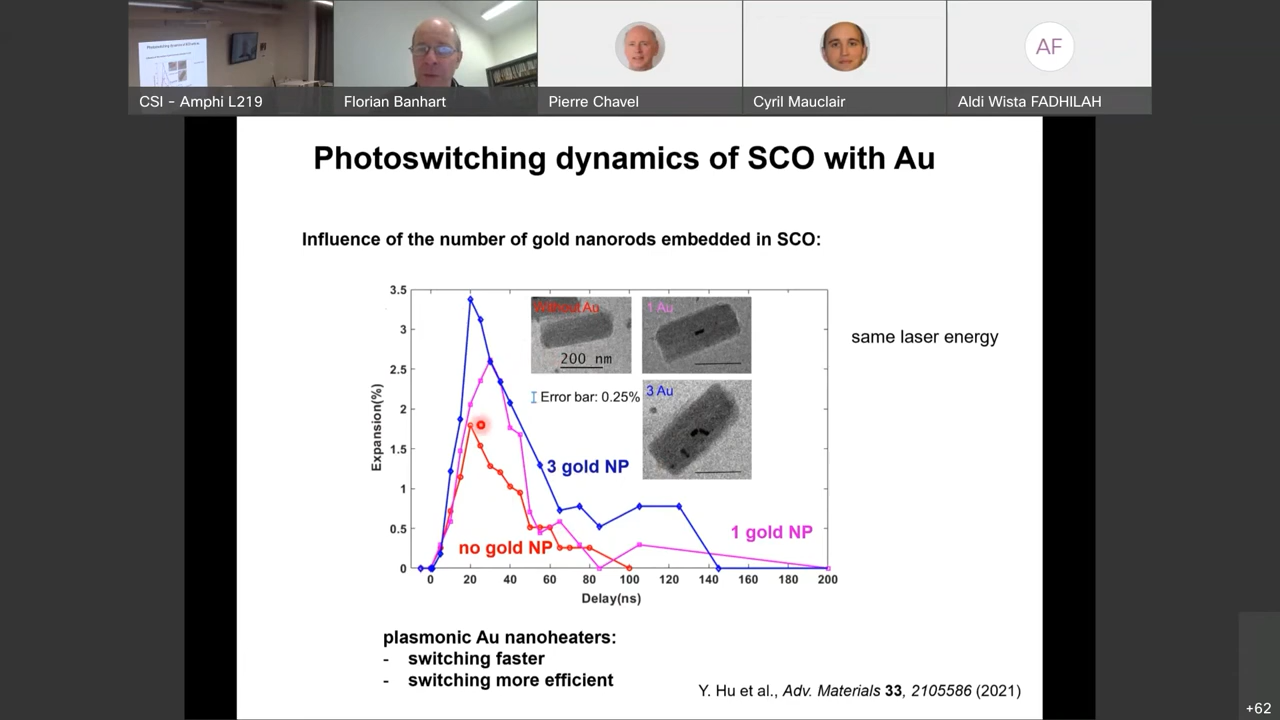 CSI - Amphi L219
Florian Banhart
Pierre Chavel
Cyril Mauclair
AF
Aldi Wista FADHILAH
Photoswitching dynamics of SCO with Au
Influence of the number of gold nanorods embedded in SCO:
3.5
3
2.5
2
1.5
1
0.5
0
Expansion(%)
Without Au
200 nm
1 Au
Error bar: 0.25%
3 Au
same laser energy
3 gold NP
1 gold NP
no gold NP
0 20 40 60 80 100 120 140 160 180 200
Delay(ns)
plasmonic Au nanoheaters:
- switching faster
- switching more efficient
Y. Hu et al., Adv. Materials 33, 2105586 (2021)
+62